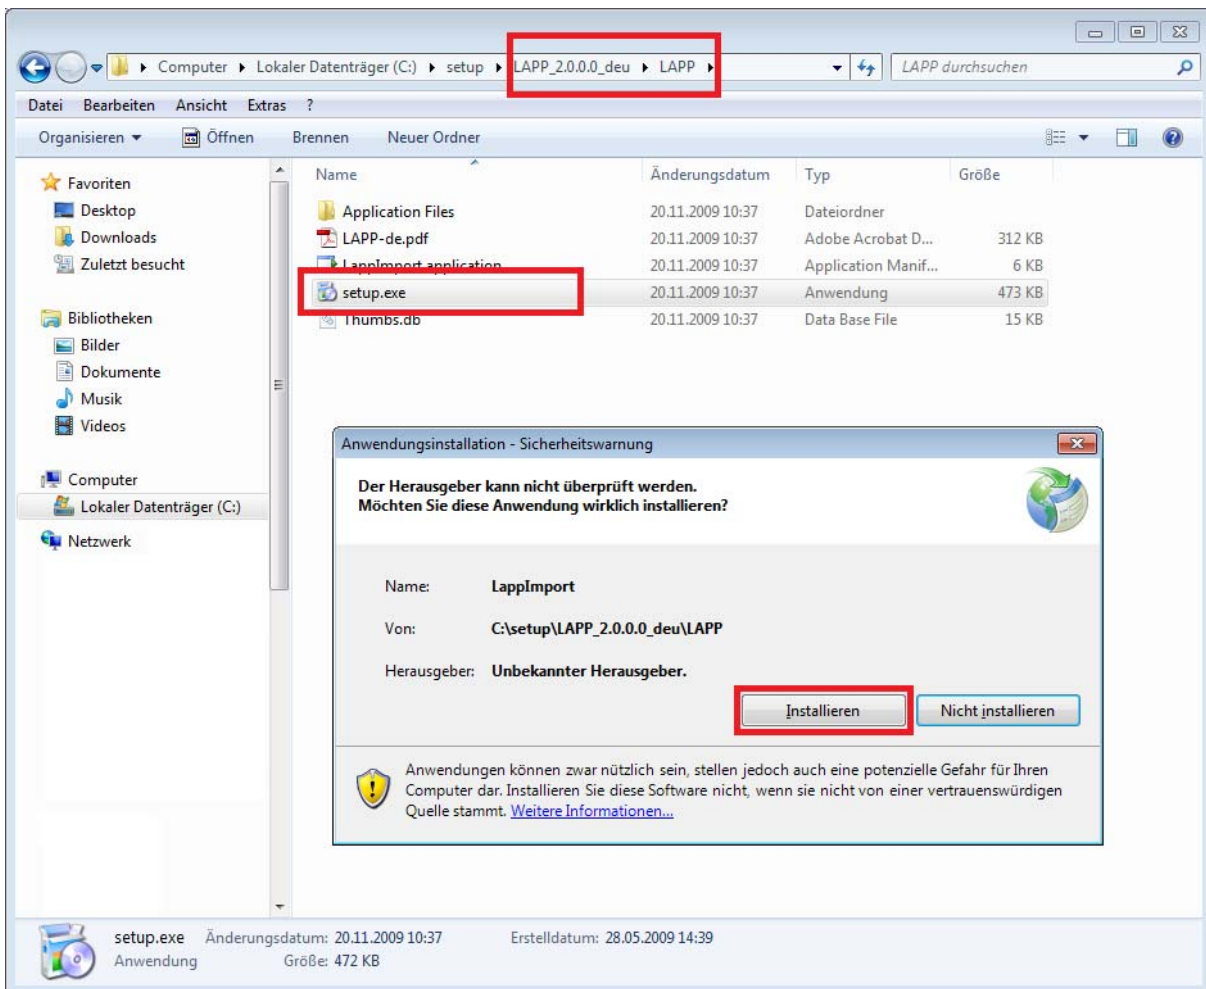 Computer Lokaler Datenträger (C:) setup LAPP_2.0.0.0_deu LAPP LAPP durchsuchen
Datei Bearbeiten Ansicht Extras ?
Organisieren Öffnen Brennen Neuer Ordner
Favoriten
Desktop
Downloads
Zuletzt besucht
Bibliotheken
Bilder
Dokumente
Musik
Videos
Computer
Lokaler Datenträger (C:)
Netzwerk
Name Änderungsdatum Typ Größe
Application Files 20.11.2009 10:37 Dateiordner
LAPP-de.pdf 20.11.2009 10:37 Adobe Acrobat D... 312 KB
LappImport.application 20.11.2009 10:37 Application Manif... 6 KB
setup.exe 20.11.2009 10:37 Anwendung 473 KB
Thumbs.db 20.11.2009 10:37 Data Base File 15 KB
Anwendungsinstallation - Sicherheitswarnung
Der Herausgeber kann nicht überprüft werden.
Möchten Sie diese Anwendung wirklich installieren?
Name: LappImport
Von: C:\setup\LAPP_2.0.0.0_deu\LAPP
Herausgeber: Unbekannter Herausgeber.
Installieren Nicht installieren
Anwendungen können zwar nützlich sein, stellen jedoch auch eine potenzielle Gefahr für Ihren
Computer dar. Installieren Sie diese Software nicht, wenn sie nicht von einer vertrauenswürdigen
Quelle stammt. Weitere Informationen...
setup.exe Änderungsdatum: 20.11.2009 10:37 Erstelldatum: 28.05.2009 14:39
Anwendung Größe: 472 KB